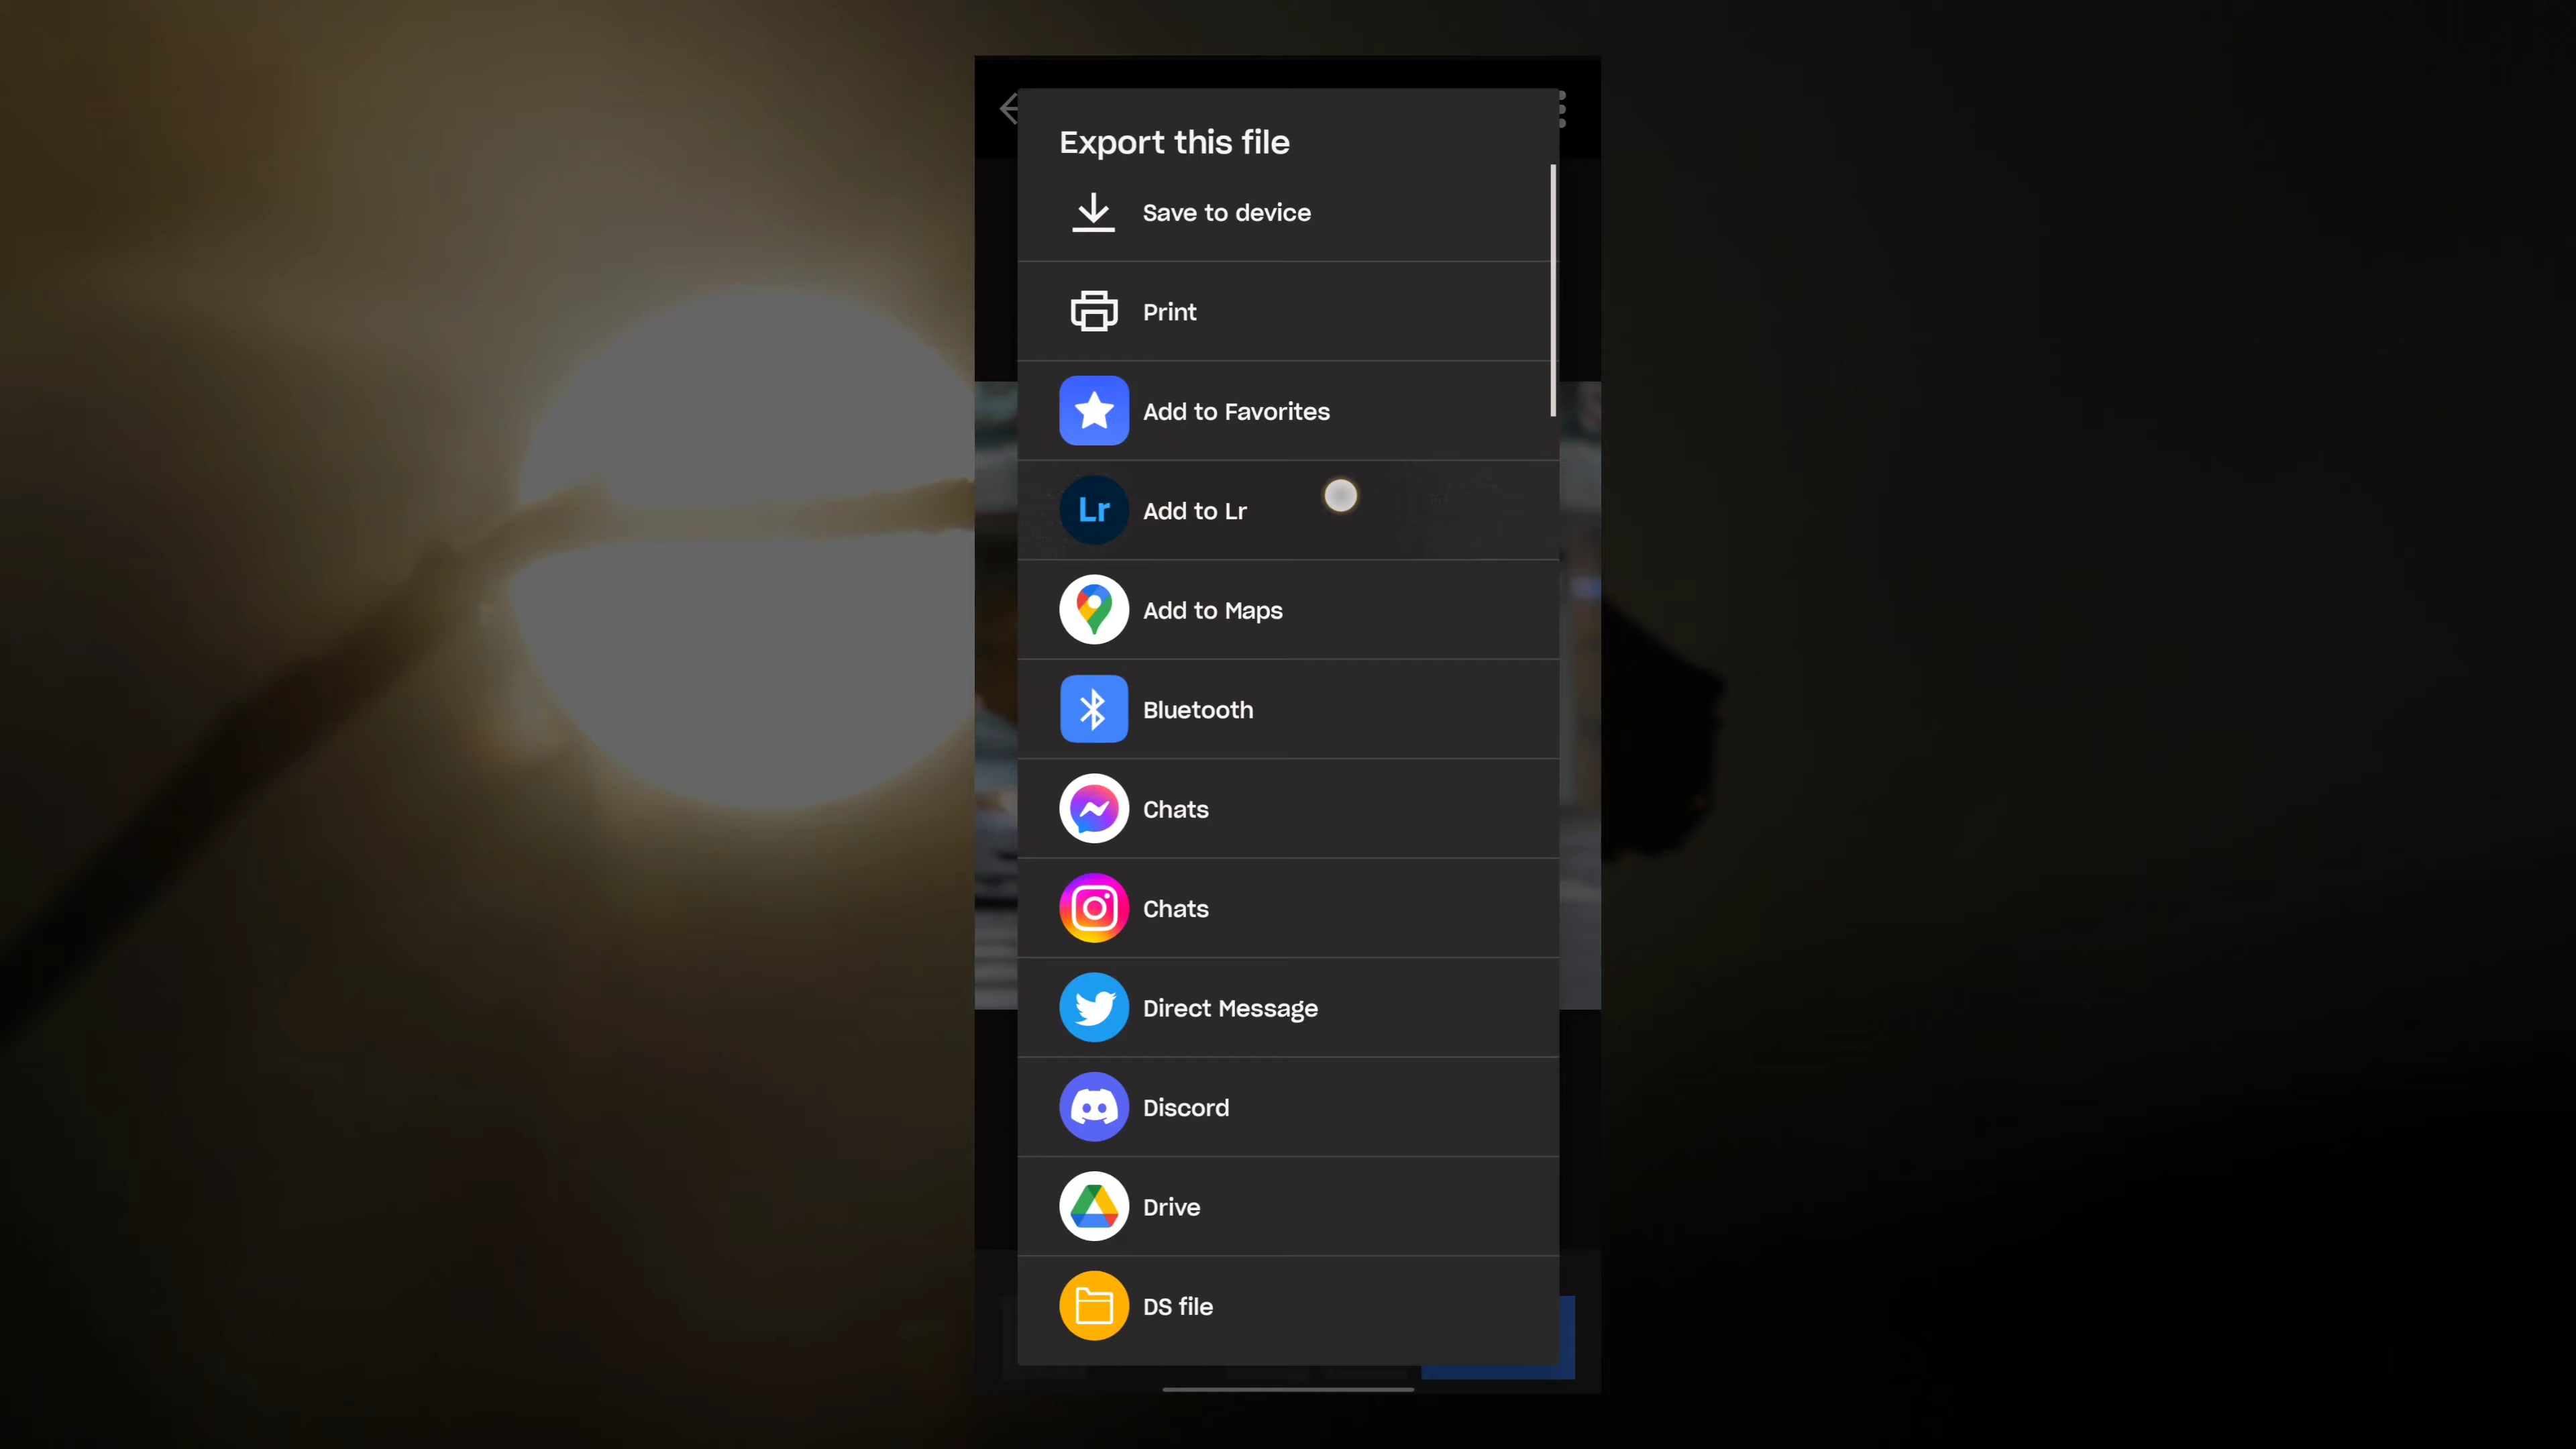 Export this file
Save to device
Print
Add to Favorites
Lr Add to Lr
Add to Maps
Bluetooth
Chats
Chats
Direct Message
Discord
Drive
DS file